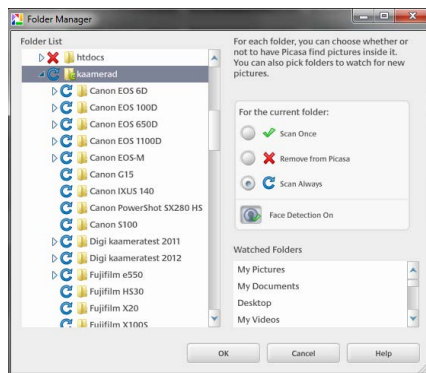 Folder Manager
Folder List
htdocs
kaamerad
Canon EOS 6D
Canon EOS 100D
Canon EOS 650D
Canon EOS 1100D
Canon EOS-M
Canon G15
Canon IXUS 140
Canon PowerShot SX280 HS
Canon S100
Digi kaameratest 2011
Digi kaameratest 2012
Fujifilm e550
Fujifilm HS30
Fujifilm X20
Fujifilm X100S
For each folder, you can choose whether or
not to have Picasa find pictures inside it.
You can also pick folders to watch for new
pictures.
For the current folder:
Scan Once
Remove from Picasa
Scan Always
Face Detection On
Watched Folders
My Pictures
My Documents
Desktop
My Videos
OK
Cancel
Help